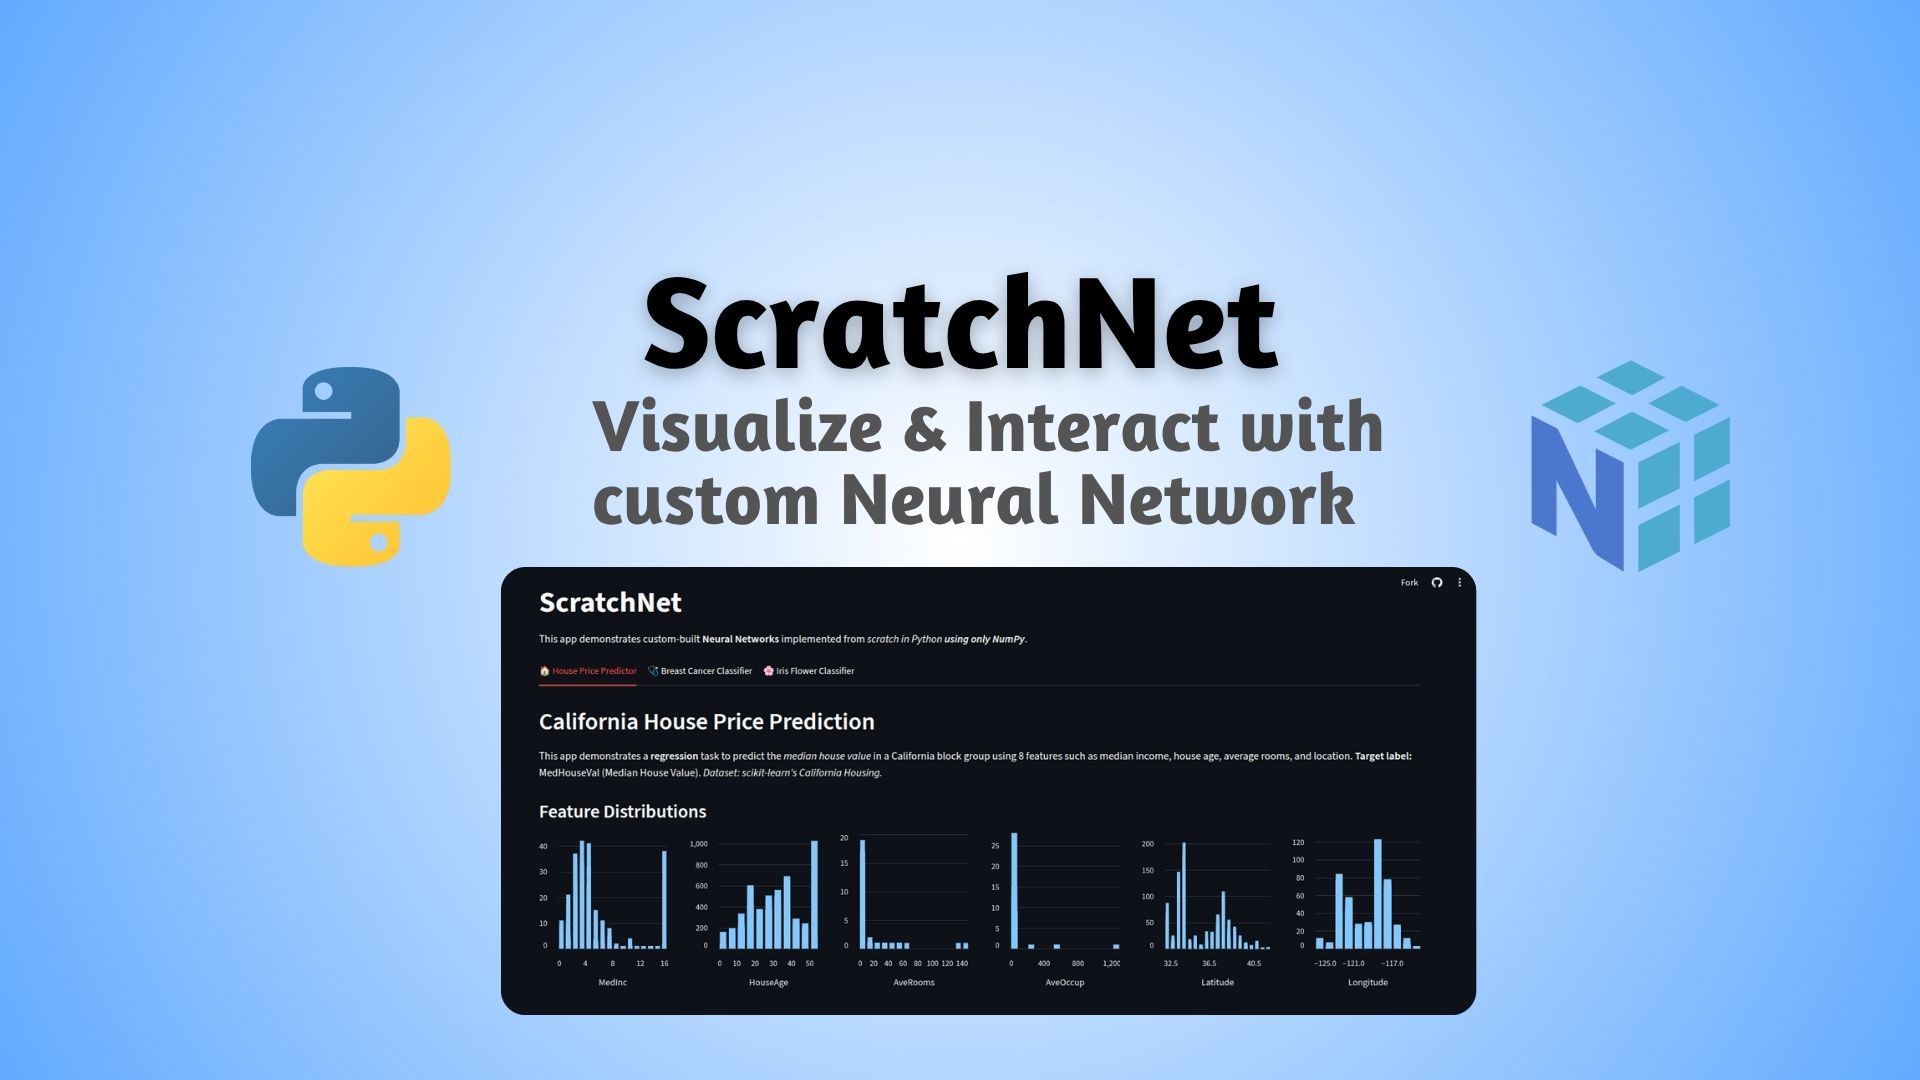 ScratchNet
Visualize & Interact with
custom Neural Network
N
Fork
ScratchNet
This app demonstrates custom-built Neural Networks implemented from scratch in Python using only NumPy.
House Price Predictor Breast Cancer Classifier Iris Flower Classifier
California House Price Prediction
This app demonstrates a regression task to predict the median house value in a California block group using 8 features such as median income, house age, average rooms, and location. Target label:
MedHouseVal (Median House Value). Dataset: scikit-learn's California Housing.
Feature Distributions
40
30
20
10
0
0 4 8 12 16
MedInc
1,000
800
600
400
200
0
0 10 20 30 40 50
HouseAge
20
15
10
5
0
0 20 40 60 80 100 120 140
AveRooms
25
20
15
10
5
0
0 400 800 1,200
AveOccup
200
150
100
50
0
32.5 36.5 40.5
Latitude
120
100
80
60
40
20
0
−125.0 −121.0 −117.0
Longitude